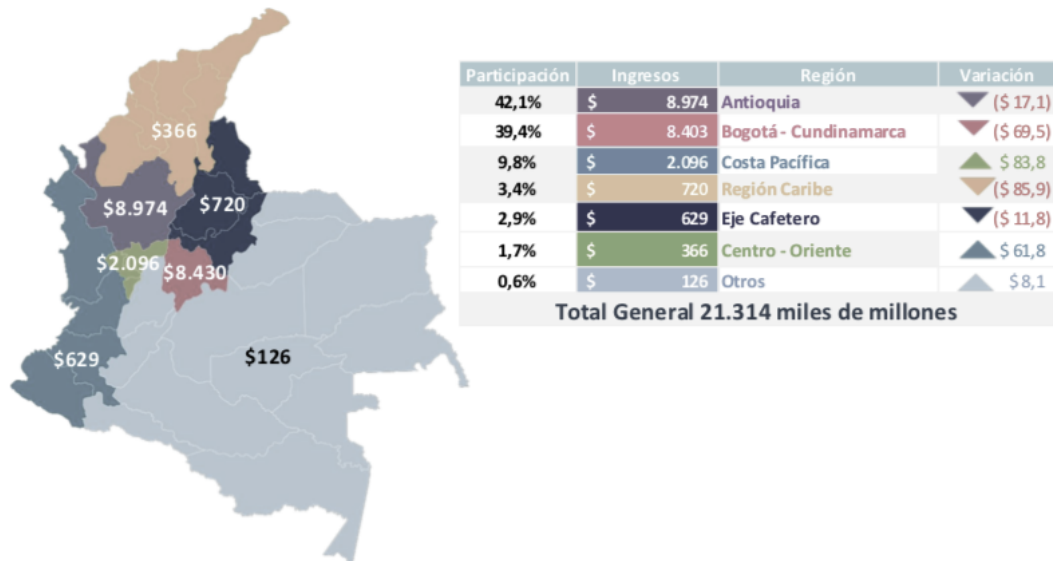 $366
$8.974
$720
$2.096
$8.430
$629
$126
Participación Ingresos Región Variación
42,1% $ 8.974 Antioquia ($ 17,1)
39,4% $ 8.403 Bogotá - Cundinamarca ($ 69,5)
9,8% $ 2.096 Costa Pacífica $ 83,8
3,4% $ 720 Región Caribe ($ 85,9)
2,9% $ 629 Eje Cafetero ($ 11,8)
1,7% $ 366 Centro - Oriente $ 61,8
0,6% $ 126 Otros $ 8,1
Total General 21.314 miles de millones